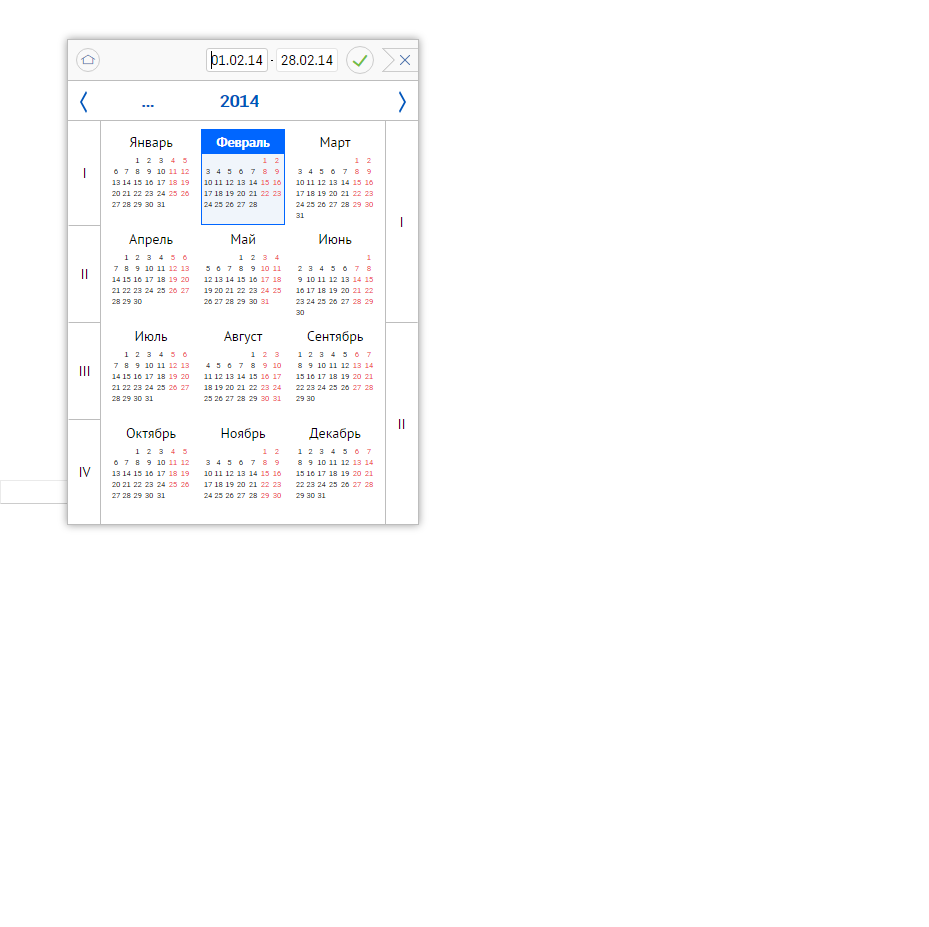 01.02.14 - 28.02.14
... 2014
Январь Февраль Март
1 2 3 4 5 1 2 1 2
6 7 8 9 10 11 12 3 4 5 6 7 8 9 3 4 5 6 7 8 9
I
13 14 15 16 17 18 19 10 11 12 13 14 15 16 10 11 12 13 14 15 16
20 21 22 23 24 25 26 17 18 19 20 21 22 23 17 18 19 20 21 22 23
27 28 29 30 31 24 25 26 27 28 24 25 26 27 28 29 30
31
I
Апрель Май Июнь
1 2 3 4 5 6 1 2 3 4 1
7 8 9 10 11 12 13 5 6 7 8 9 10 11 2 3 4 5 6 7 8
II
14 15 16 17 18 19 20 12 13 14 15 16 17 18 9 10 11 12 13 14 15
21 22 23 24 25 26 27 19 20 21 22 23 24 25 16 17 18 19 20 21 22
28 29 30 26 27 28 29 30 31 23 24 25 26 27 28 29
30
Июль Август Сентябрь
1 2 3 4 5 6 1 2 3 1 2 3 4 5 6 7
7 8 9 10 11 12 13 4 5 6 7 8 9 10 8 9 10 11 12 13 14
III
14 15 16 17 18 19 20 11 12 13 14 15 16 17 15 16 17 18 19 20 21
21 22 23 24 25 26 27 18 19 20 21 22 23 24 22 23 24 25 26 27 28
28 29 30 31 25 26 27 28 29 30 31 29 30
II
Октябрь Ноябрь Декабрь
1 2 3 4 5 1 2 1 2 3 4 5 6 7
6 7 8 9 10 11 12 3 4 5 6 7 8 9 8 9 10 11 12 13 14
IV
13 14 15 16 17 18 19 10 11 12 13 14 15 16 15 16 17 18 19 20 21
20 21 22 23 24 25 26 17 18 19 20 21 22 23 22 23 24 25 26 27 28
27 28 29 30 31 24 25 26 27 28 29 30 29 30 31